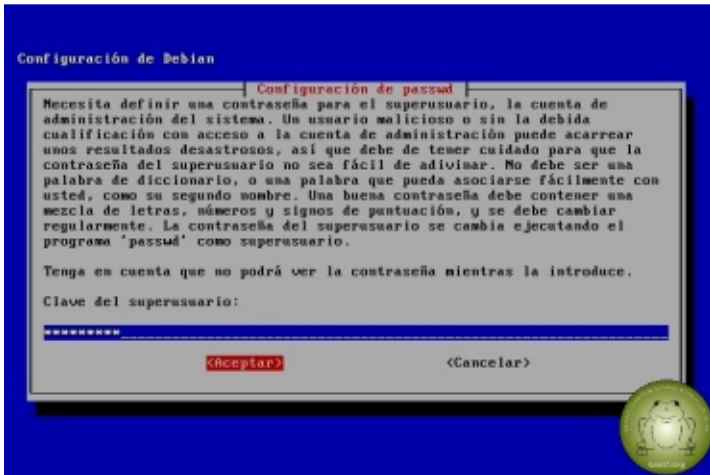 Configuración de Debian
Configuración de passwd
Necesita definir una contraseña para el superusuario, la cuenta de
administración del sistema. Un usuario malicioso o sin la debida
cualificación con acceso a la cuenta de administración puede acarrear
unos resultados desastrosos, así que debe de tener cuidado para que la
contraseña del superusuario no sea fácil de adivinar. No debe ser una
palabra de diccionario, o una palabra que pueda asociarse fácilmente con
usted, como su segundo nombre. Una buena contraseña debe contener una
mezcla de letras, números y signos de puntuación, y se debe cambiar
regularmente. La contraseña del superusuario se cambia ejecutando el
programa 'passwd' como superusuario.
Tenga en cuenta que no podrá ver la contraseña mientras la introduce.
Clave del superusuario:
*********
<Aceptar> <Cancelar>